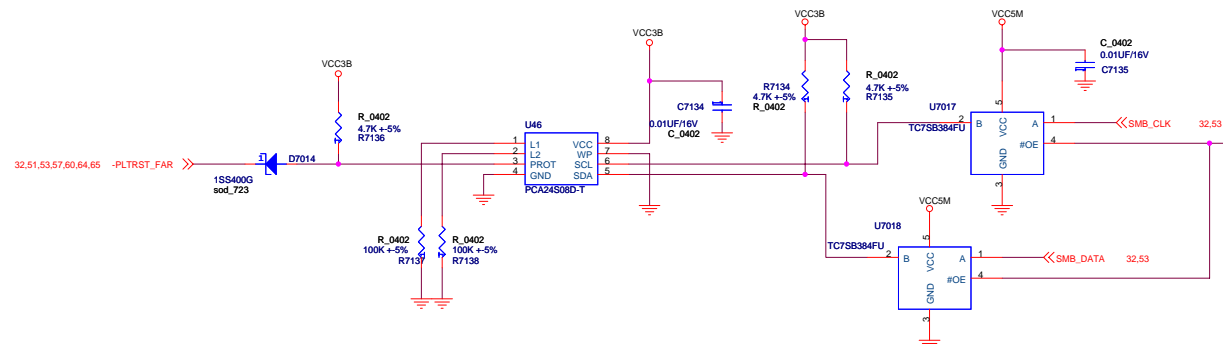 VCC3B
R_0402
4.7K +-5%
R7136
32,51,53,57,60,64,65 -PLTRST_FAR
1
D7014
1SS400G
sod_723
U46
1 L1 VCC 8
2 L2 WP 7
3 PROT SCL 6
4 GND SDA 5
PCA24S08D-T
R_0402
100K +-5%
R7137
R_0402
100K +-5%
R7138
VCC3B
C7134
0.01UF/16V
C_0402
VCC3B
R7134
4.7K +-5%
R_0402
R_0402
4.7K +-5%
R7135
VCC5M
C_0402
0.01UF/16V
C7135
U7017
TC7SB384FU
5
VCC
2 B A 1
#OE 4
GND
3
SMB_CLK 32,53
VCC5M
U7018
TC7SB384FU
5
VCC
2 B A 1
#OE 4
GND
3
SMB_DATA 32,53